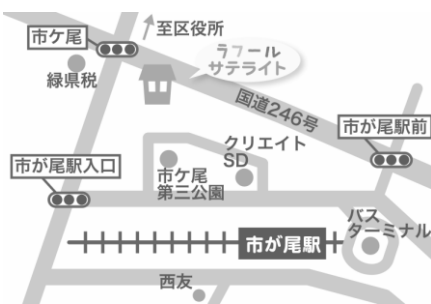 至区役所
市ケ尾
ラフール
サテライト
緑県税
国道246号
市が尾駅前
クリエイト
SD
市が尾駅入口
市ケ尾
第三公園
バス
ターミナル
市が尾駅
西友